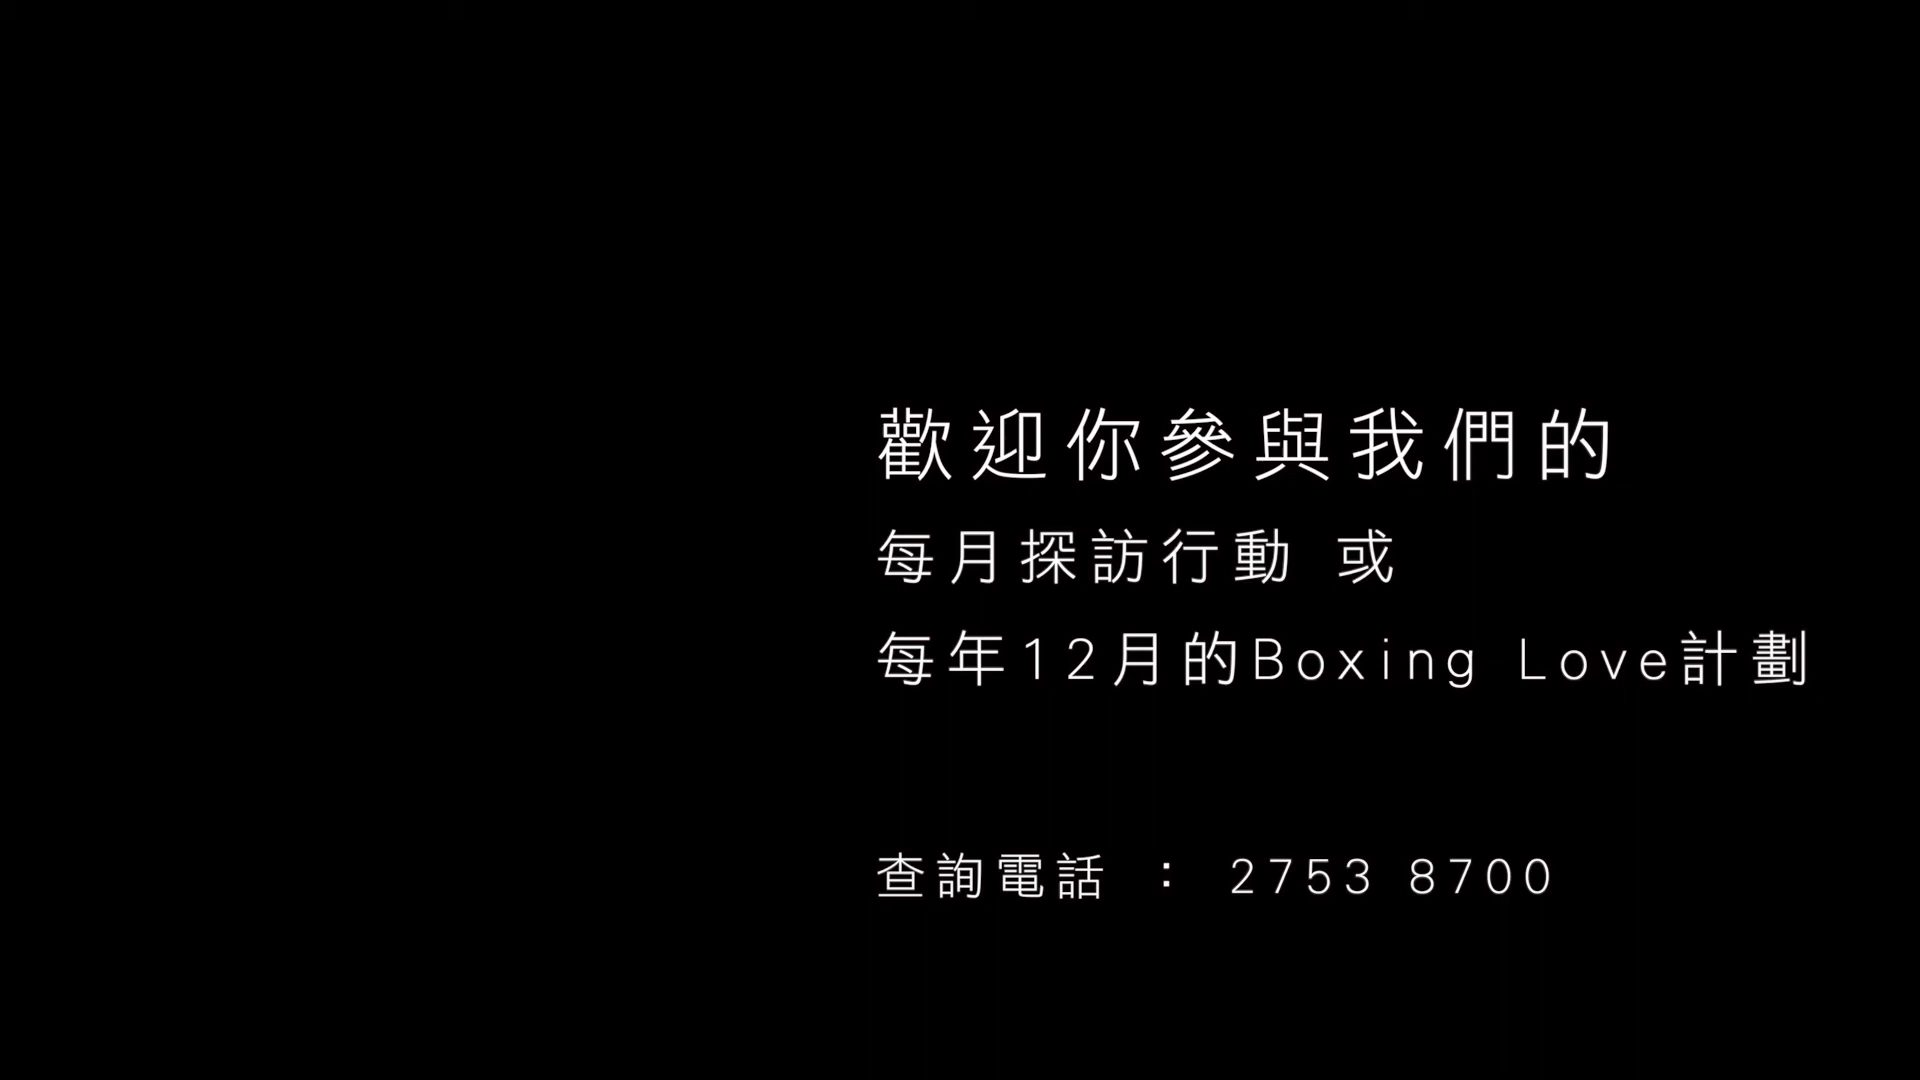 歡迎你參與我們的
每月探訪行動 或
每年12月的Boxing Love計劃
查詢電話 : 2753 8700